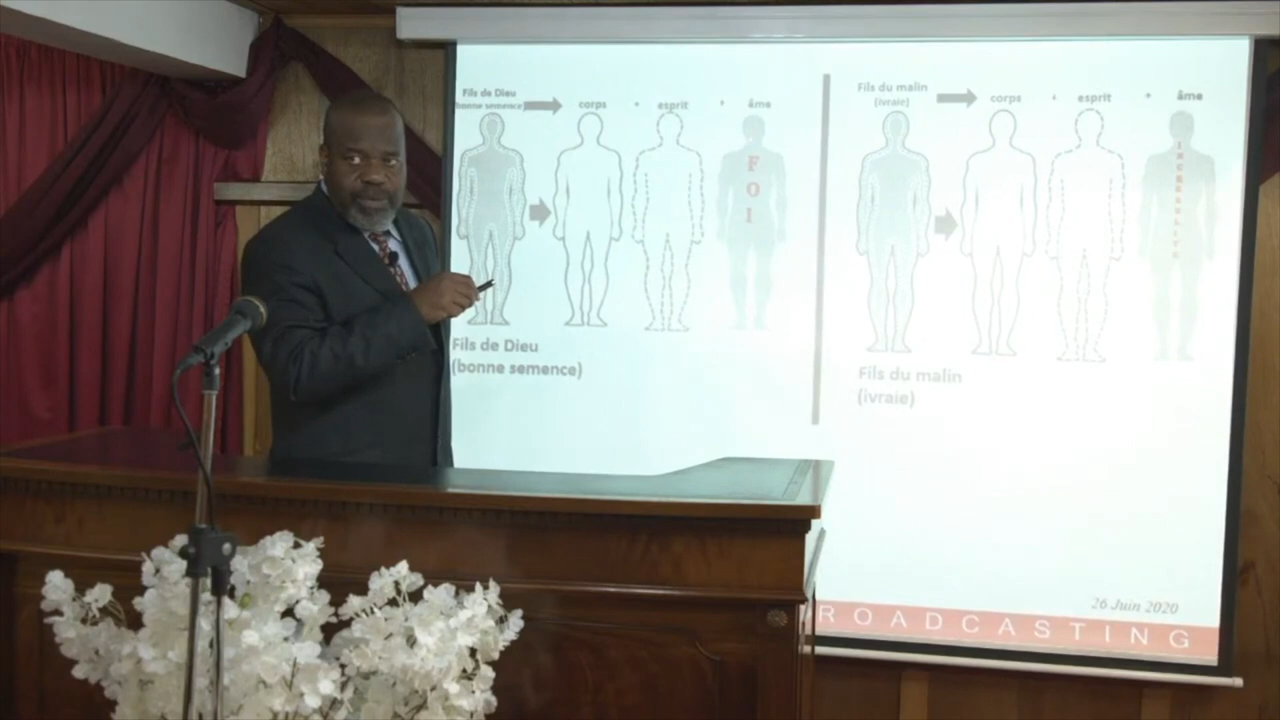 Fils de Dieu
(bonne semence)
corps
esprit
âme
F
O
I
Fils de Dieu
(bonne semence)
Fils du malin
(ivraie)
corps
esprit
âme
Fils du malin
(ivraie)
26 Juin 2020
ROADCASTING